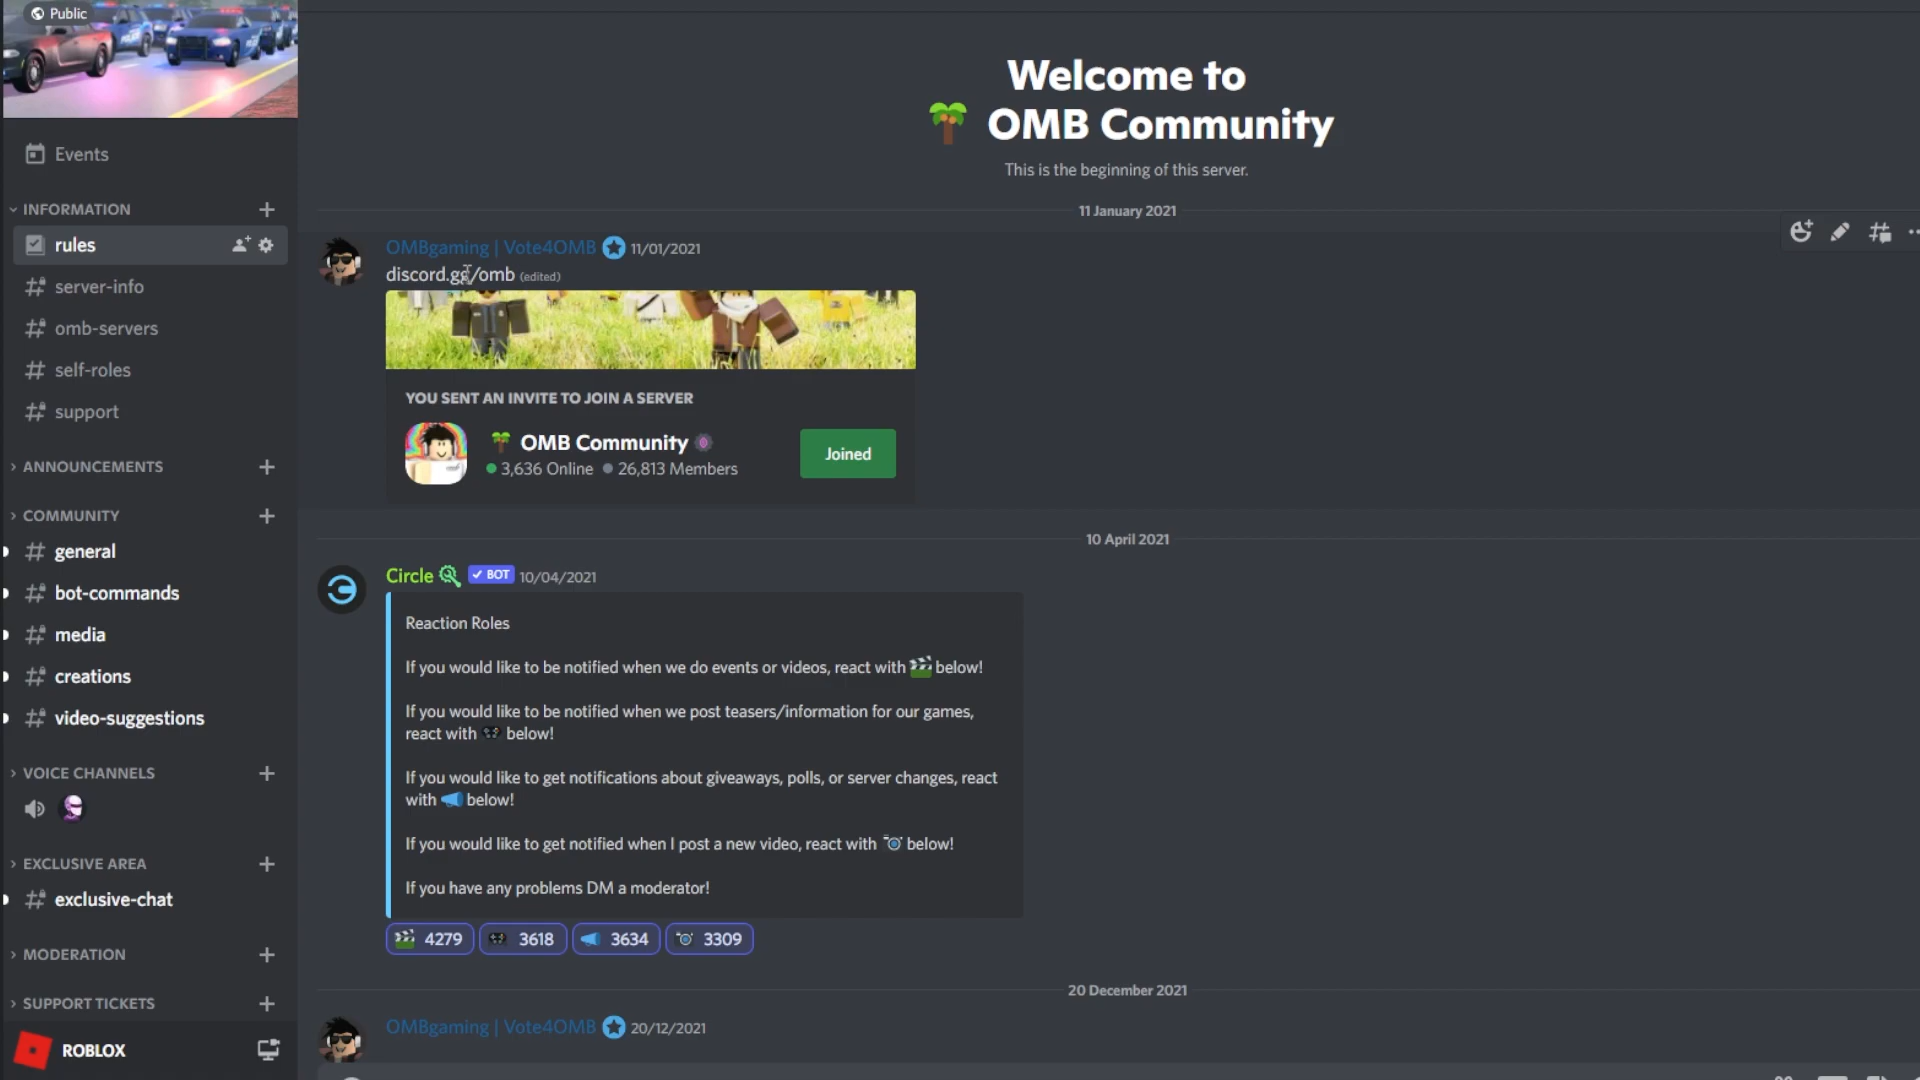 Public
Events
INFORMATION
rules
server-info
omb-servers
self-roles
support
ANNOUNCEMENTS
COMMUNITY
general
bot-commands
media
creations
video-suggestions
VOICE CHANNELS
EXCLUSIVE AREA
exclusive-chat
MODERATION
SUPPORT TICKETS
ROBLOX
Welcome to
OMB Community
This is the beginning of this server.
11 January 2021
OMBgaming | Vote4OMB 11/01/2021
discord.gg/omb (edited)
YOU SENT AN INVITE TO JOIN A SERVER
OMB Community
3,636 Online 26,813 Members
Joined
10 April 2021
Circle BOT 10/04/2021
Reaction Roles
If you would like to be notified when we do events or videos, react with below!
If you would like to be notified when we post teasers/information for our games,
react with below!
If you would like to get notifications about giveaways, polls, or server changes, react
with below!
If you would like to get notified when I post a new video, react with below!
If you have any problems DM a moderator!
4279 3618 3634 3309
20 December 2021
OMBgaming | Vote4OMB 20/12/2021